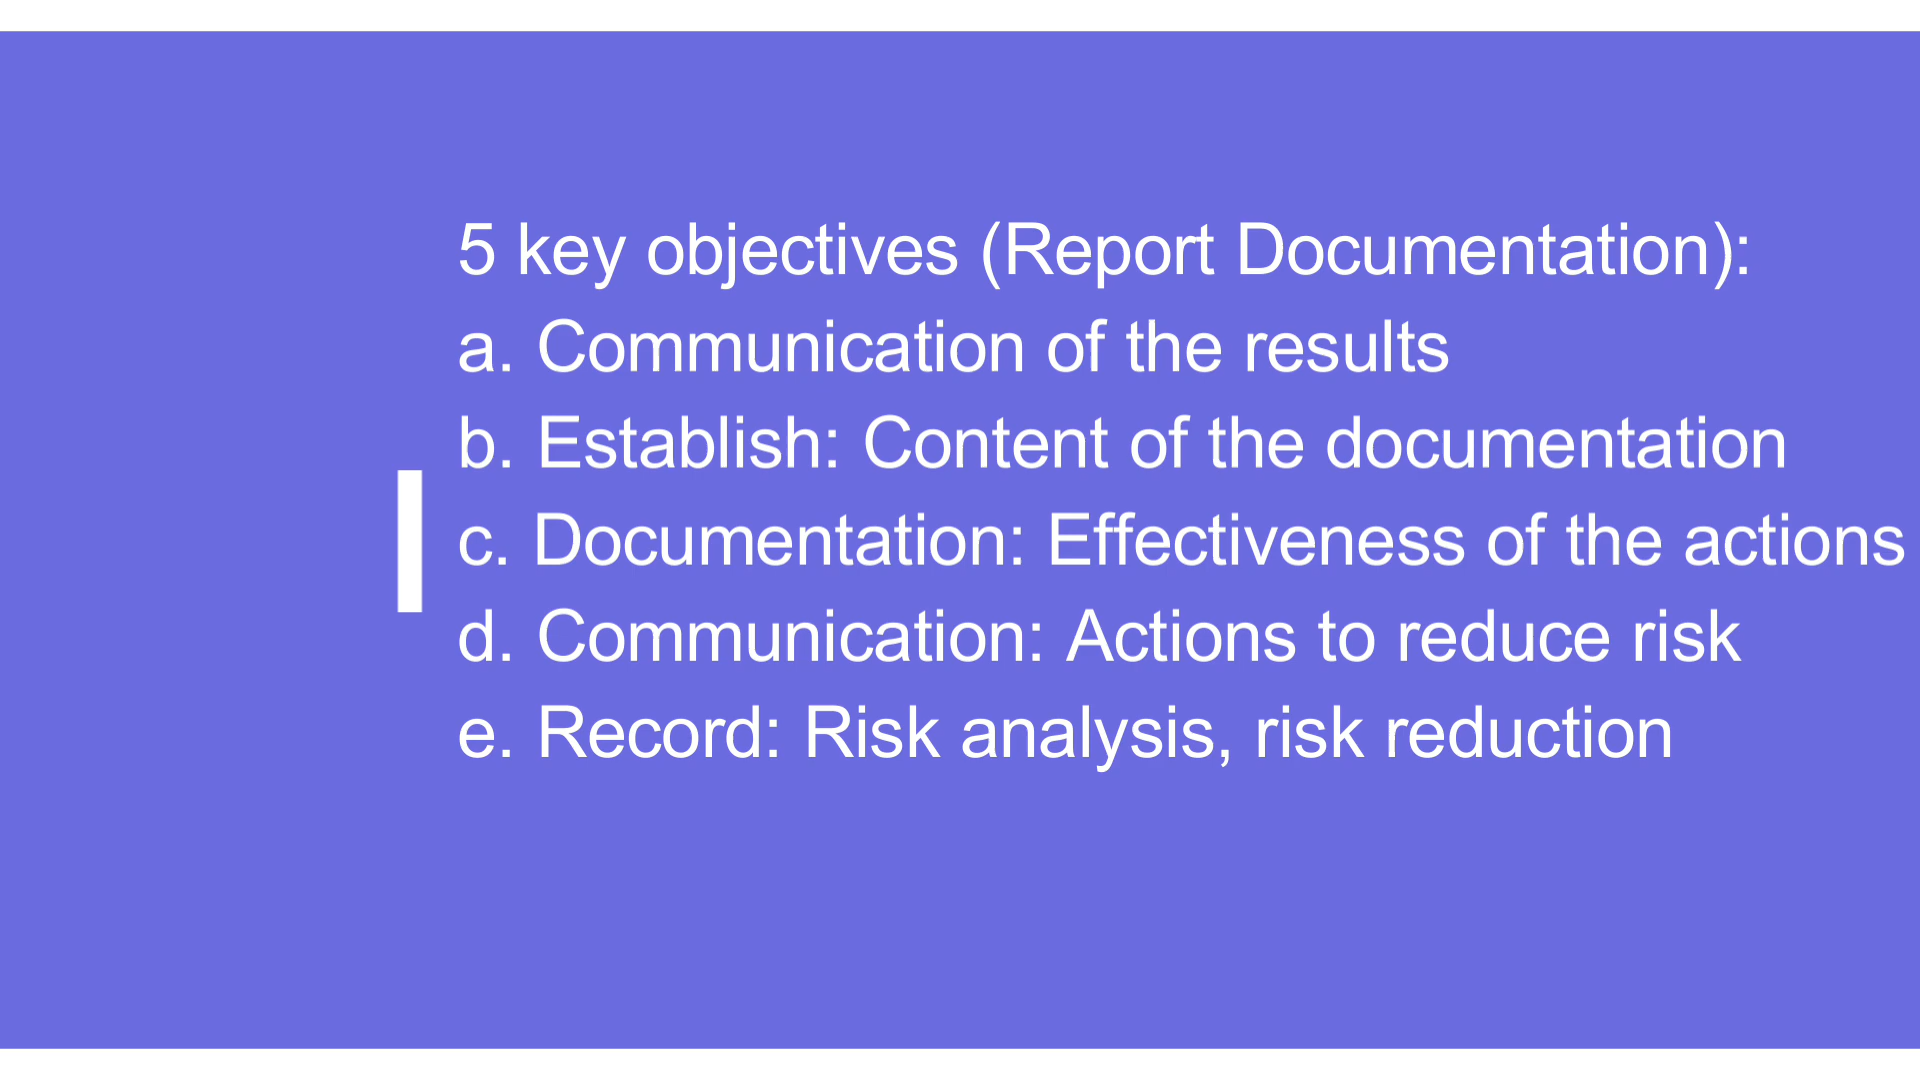 5 key objectives (Report Documentation):
a. Communication of the results
b. Establish: Content of the documentation
c. Documentation: Effectiveness of the actions
d. Communication: Actions to reduce risk
e. Record: Risk analysis, risk reduction